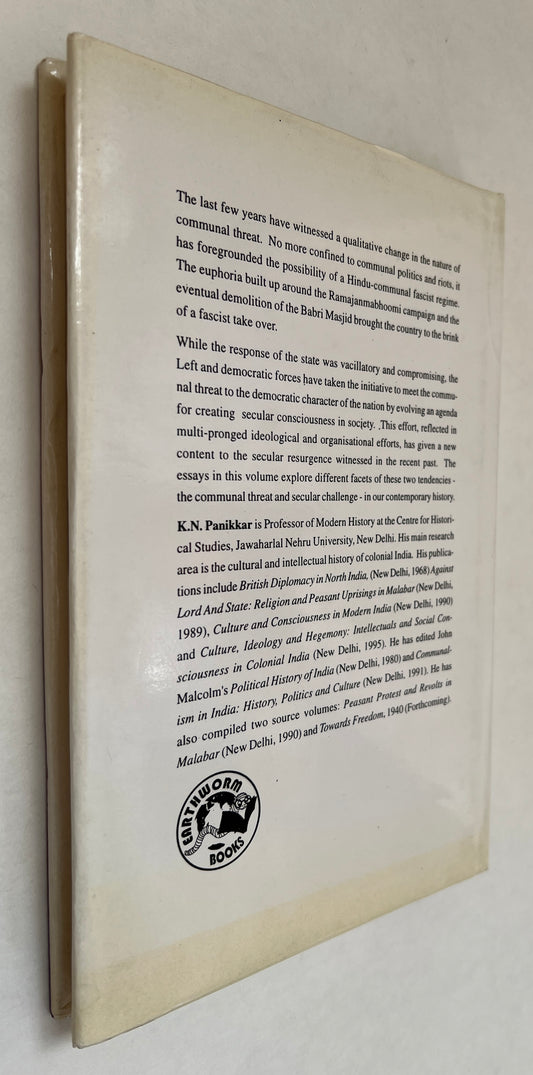 The last few years have witnessed a qualitative change in the nature of
communal threat. No more confined to communal politics and riots, it
has foregrounded the possibility of a Hindu-communal fascist regime.
The euphoria built up around the Ramajanmabhoomi campaign and the
eventual demolition of the Babri Masjid brought the country to the brink
of a fascist take over.
While the response of the state was vacillatory and compromising, the
Left and democratic forces have taken the initiative to meet the commu-
nal threat to the democratic character of the nation by evolving an agenda
for creating secular consciousness in society. This effort, reflected in
multi-pronged ideological and organisational efforts, has given a new
content to the secular resurgence witnessed in the recent past. The
essays in this volume explore different facets of these two tendencies -
the communal threat and secular challenge - in our contemporary history.
K.N. Panikkar is Professor of Modern History at the Centre for Histori-
cal Studies, Jawaharlal Nehru University, New Delhi. His main research
area is the cultural and intellectual history of colonial India. His publica-
tions include British Diplomacy in North India, (New Delhi, 1968) Against
Lord And State: Religion and Peasant Uprisings in Malabar (New Delhi,
1989), Culture and Consciousness in Modern India (New Delhi, 1990)
and Culture, Ideology and Hegemony: Intellectuals and Social Con-
sciousness in Colonial India (New Delhi, 1995). He has edited John
Malcolm's Political History of India (New Delhi, 1980) and Communal-
ism in India: History, Politics and Culture (New Delhi, 1991). He has
also compiled two source volumes: Peasant Protest and Revolts in
Malabar (New Delhi, 1990) and Towards Freedom, 1940 (Forthcoming).
EARTHWORM
BOOKS